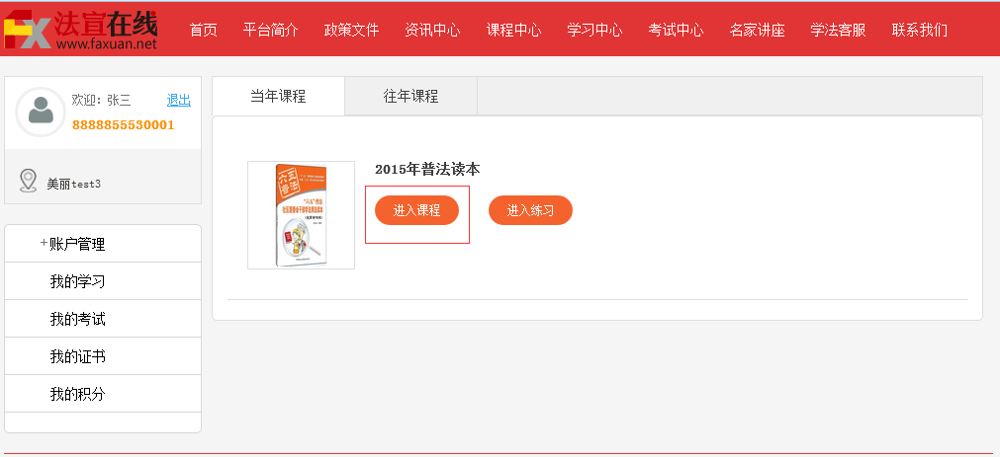 法宣在线
www.faxuan.net
首页 平台简介 政策文件 资讯中心 课程中心 学习中心 考试中心 名家讲座 学法客服 联系我们
欢迎: 张三 退出
8888855530001
美丽test3
+账户管理
我的学习
我的考试
我的证书
我的积分
当年课程 往年课程
六五
普法
2015年普法读本
进入课程 进入练习